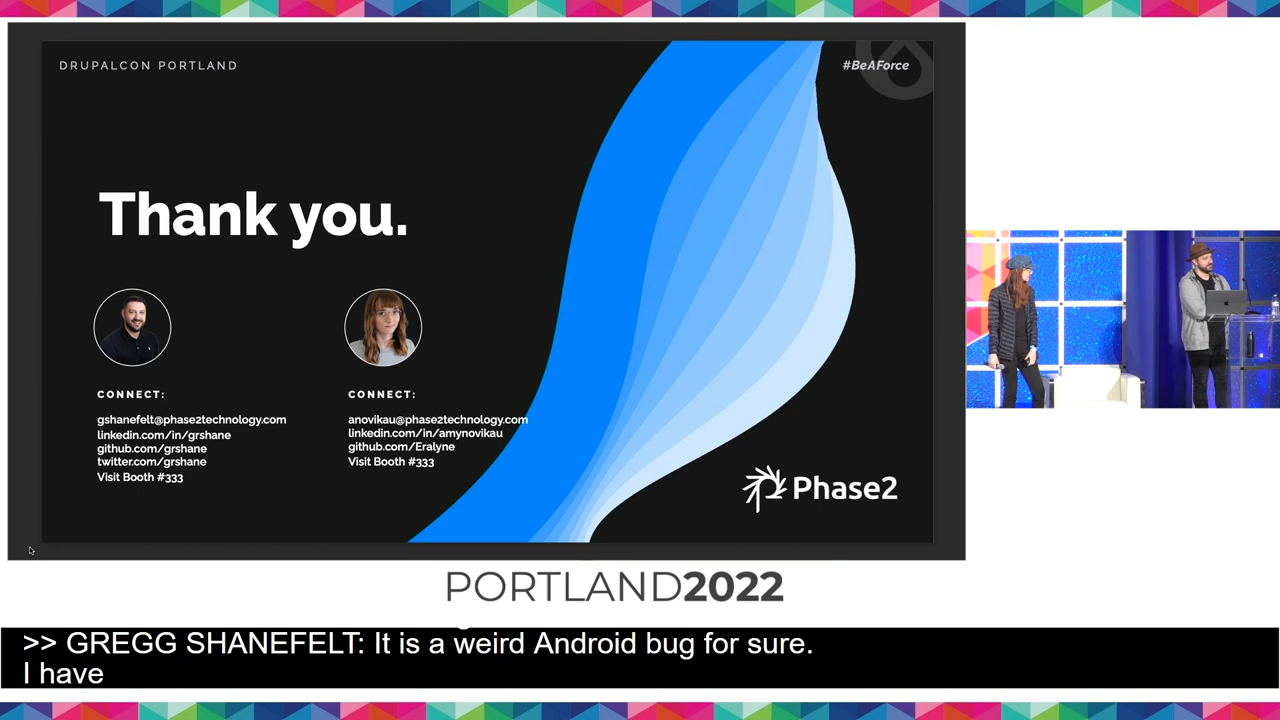 DRUPALCON PORTLAND
#BeAForce
Thank you.
CONNECT:
gshanefelt@phase2technology.com
linkedin.com/in/grshane
github.com/grshane
twitter.com/grshane
Visit Booth #333
CONNECT:
anovikau@phase2technology.com
linkedin.com/in/amynovikau
github.com/Eralyne
Visit Booth #333
Phase2
PORTLAND2022
>> GREGG SHANEFELT: It is a weird Android bug for sure.
I have